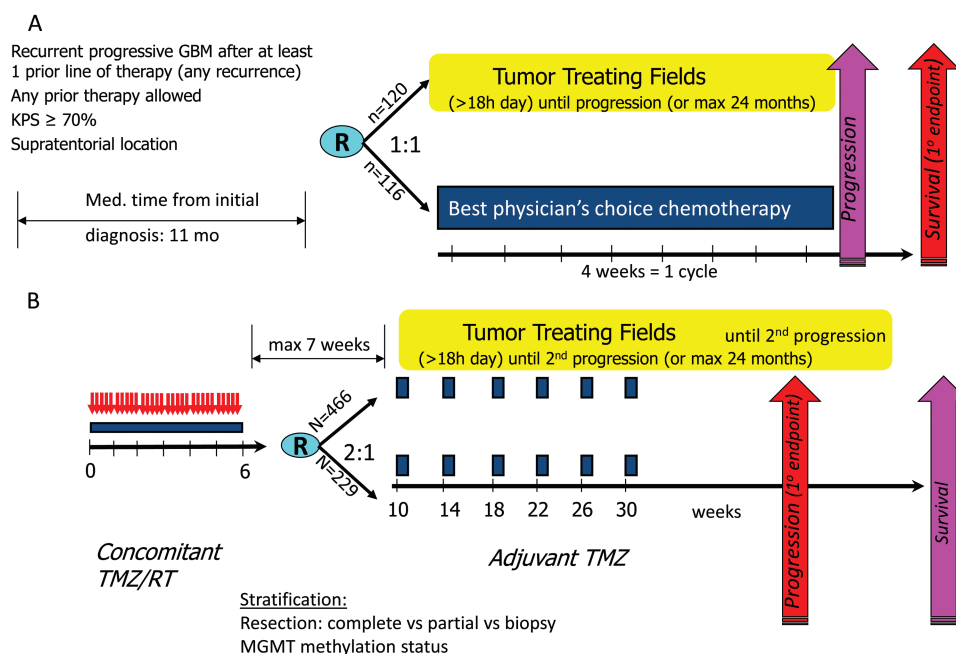 A
Recurrent progressive GBM after at least
1 prior line of therapy (any recurrence)
Any prior therapy allowed
KPS ≥ 70%
Supratentorial location
Med. time from initial
diagnosis: 11 mo
R
n=120
1:1
n=116
Tumor Treating Fields
(>18h day) until progression (or max 24 months)
Best physician’s choice chemotherapy
4 weeks = 1 cycle
Progression
Survival (1º endpoint)
B
max 7 weeks
Tumor Treating Fields
until 2nd progression
(>18h day) until 2nd progression (or max 24 months)
0
6
R
N=466
2:1
N=229
10 14 18 22 26 30
weeks
Concomitant
TMZ/RT
Adjuvant TMZ
Progression (1º endpoint)
Survival
Stratification:
Resection: complete vs partial vs biopsy
MGMT methylation status